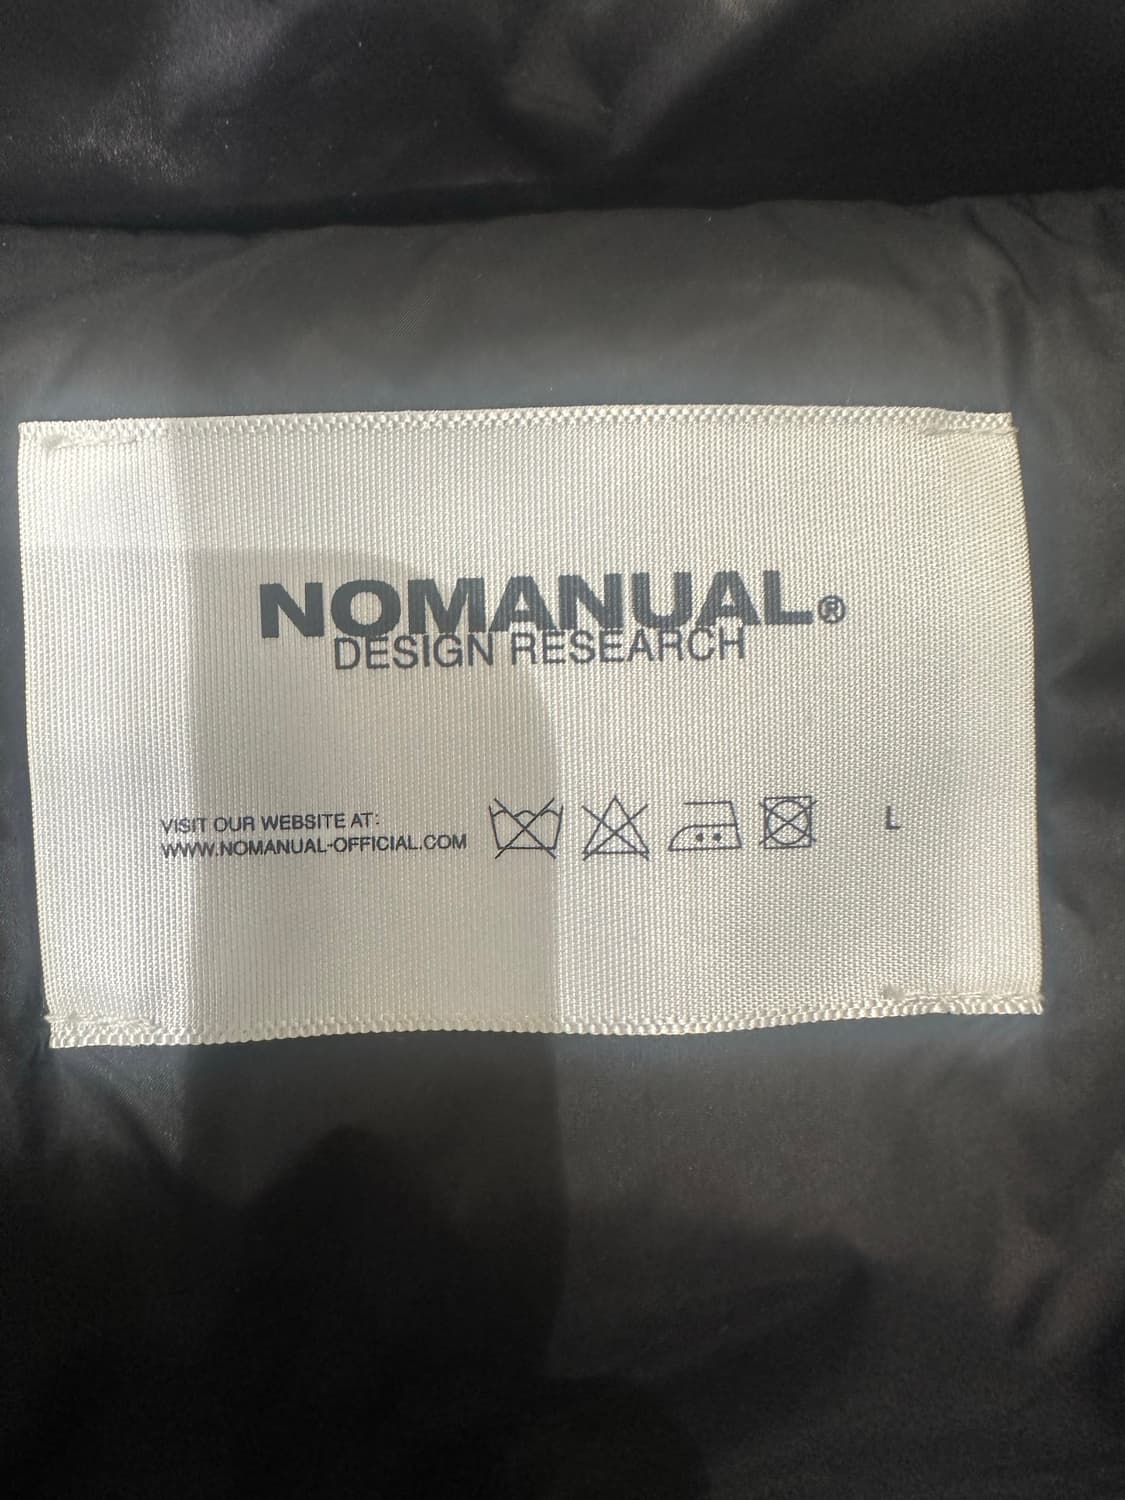 NOMANUAL®
DESIGN RESEARCH
VISIT OUR WEBSITE AT:
WWW.NOMANUAL-OFFICIAL.COM
L